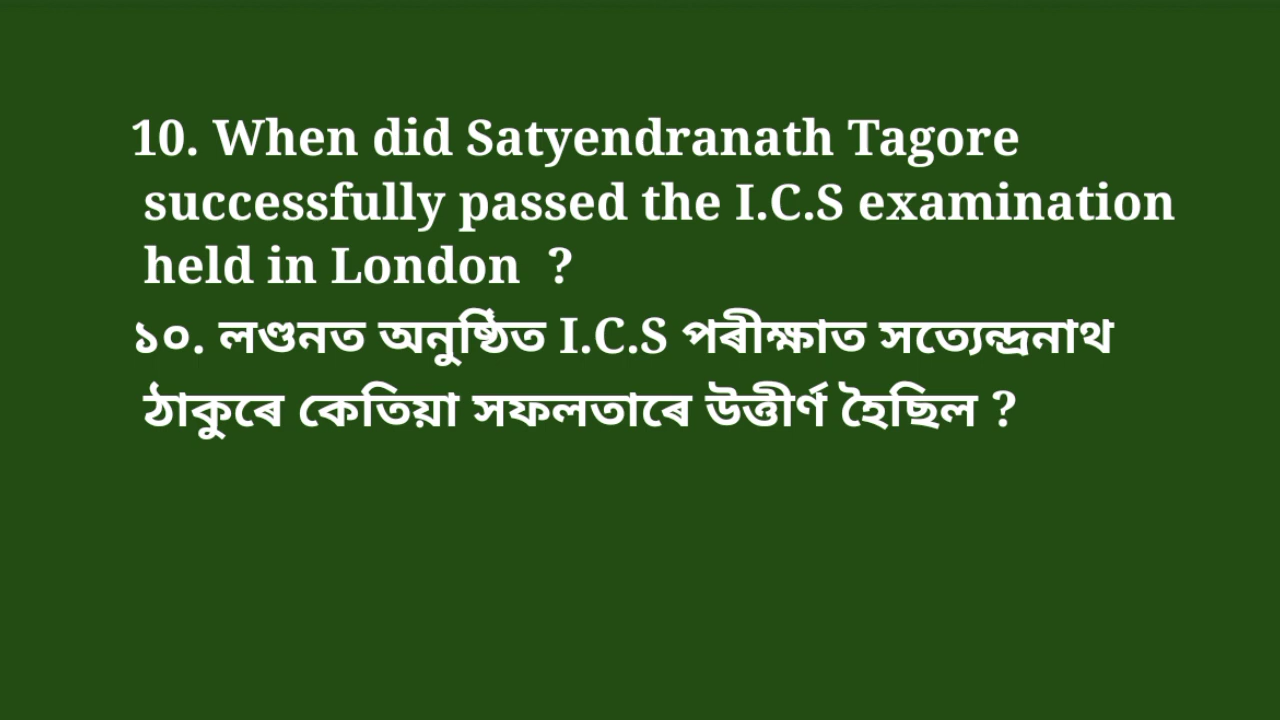 10. When did Satyendranath Tagore
successfully passed the I.C.S examination
held in London ?
১০. লণ্ডনত অনুষ্ঠিত I.C.S পৰীক্ষাত সত্যেন্দ্ৰনাথ
ঠাকুৰে কেতিয়া সফলতাৰে উত্তীৰ্ণ হৈছিল ?